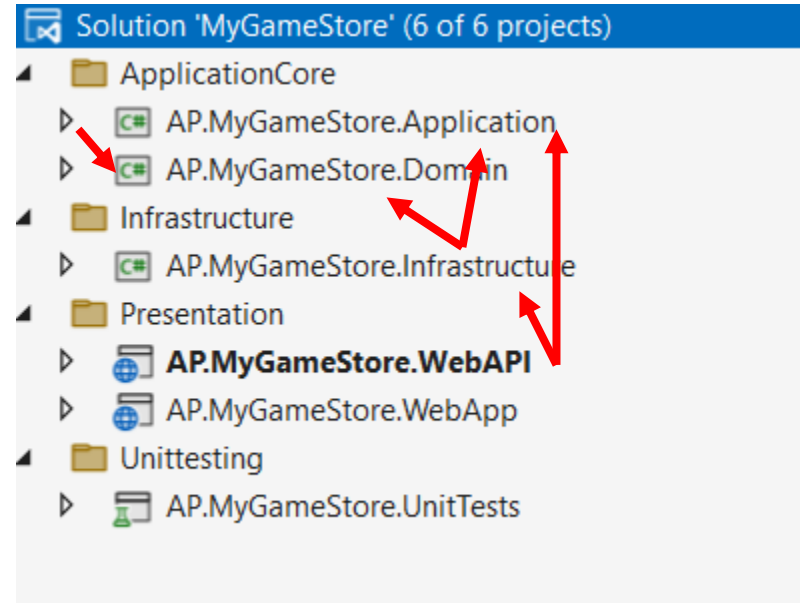 Solution 'MyGameStore' (6 of 6 projects)
ApplicationCore
C# AP.MyGameStore.Application
C# AP.MyGameStore.Domain
Infrastructure
C# AP.MyGameStore.Infrastructure
Presentation
AP.MyGameStore.WebAPI
AP.MyGameStore.WebApp
Unittesting
AP.MyGameStore.UnitTests